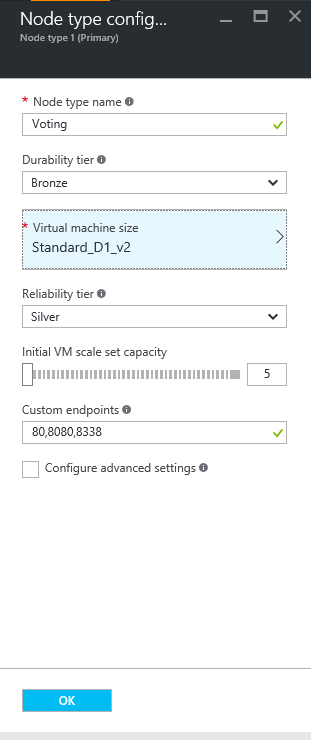 Node type config...
Node type 1 (Primary)
* Node type name
Voting
Durability tier
Bronze
* Virtual machine size
Standard_D1_v2
Reliability tier
Silver
Initial VM scale set capacity
5
Custom endpoints
80,8080,8338
Configure advanced settings
OK